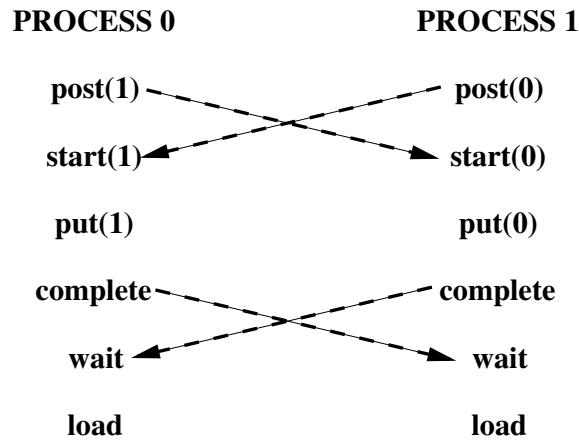 PROCESS 0 PROCESS 1
post(1) post(0)
start(1) start(0)
put(1) put(0)
complete complete
wait wait
load load